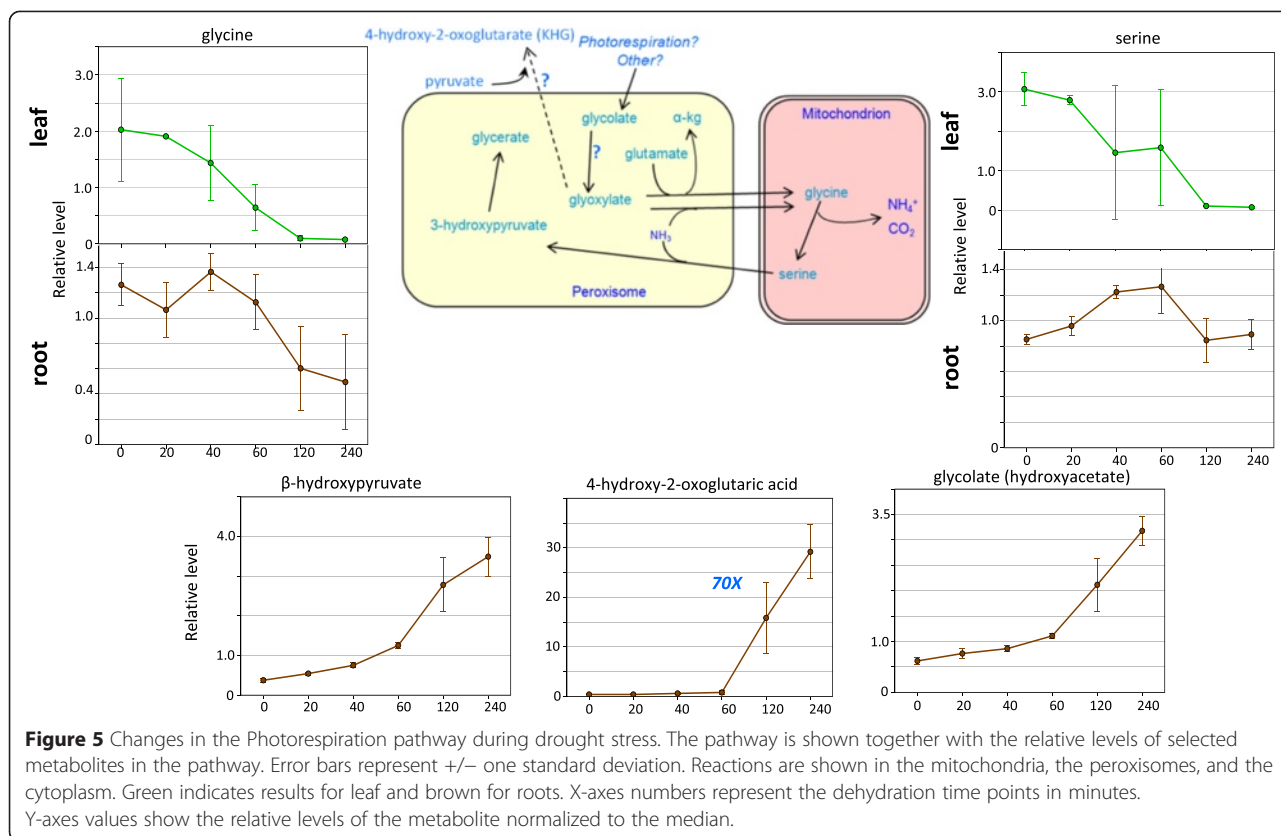 glycine
leaf
root
Relative level
3.0
2.0
1.0
0
1.4
1.0
0.4
0
0 20 40 60 120 240
4-hydroxy-2-oxoglutarate (KHG)
Photorespiration?
Other?
pyruvate
?
glycolate
α-kg
glycerate
?
glutamate
glyoxylate
3-hydroxypyruvate
NH3
Peroxisome
Mitochondrion
glycine
NH4+
CO2
serine
serine
leaf
root
Relative level
3.0
1.0
0
1.4
1.0
0
0 20 40 60 120 240
β-hydroxypyruvate
Relative level
4.0
1.0
0
0 20 40 60 120 240
4-hydroxy-2-oxoglutaric acid
30
20
10
0
70X
0 20 40 60 120 240
glycolate (hydroxyacetate)
3.5
1.0
0
0 20 40 60 120 240
Figure 5 Changes in the Photorespiration pathway during drought stress. The pathway is shown together with the relative levels of selected
metabolites in the pathway. Error bars represent +/− one standard deviation. Reactions are shown in the mitochondria, the peroxisomes, and the
cytoplasm. Green indicates results for leaf and brown for roots. X-axes numbers represent the dehydration time points in minutes.
Y-axes values show the relative levels of the metabolite normalized to the median.